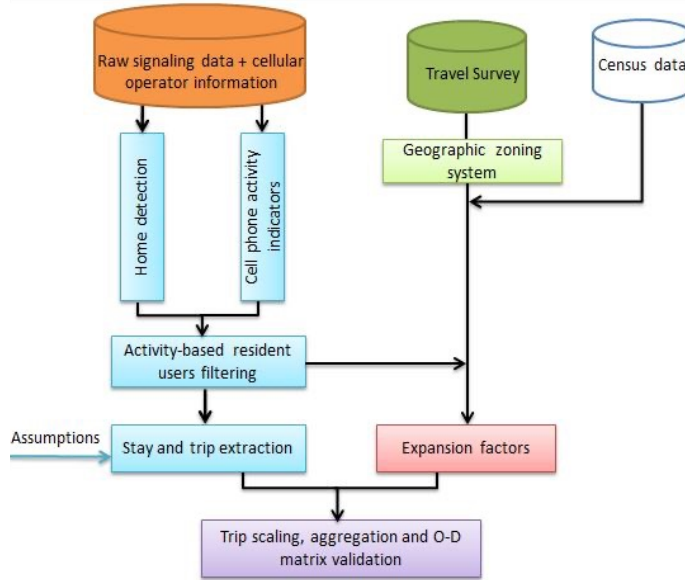 Raw signaling data + cellular
operator information
Travel Survey
Census data
Geographic zoning
system
Home detection
Cell phone activity
indicators
Activity-based resident
users filtering
Assumptions
Stay and trip extraction
Expansion factors
Trip scaling, aggregation and O-D
matrix validation